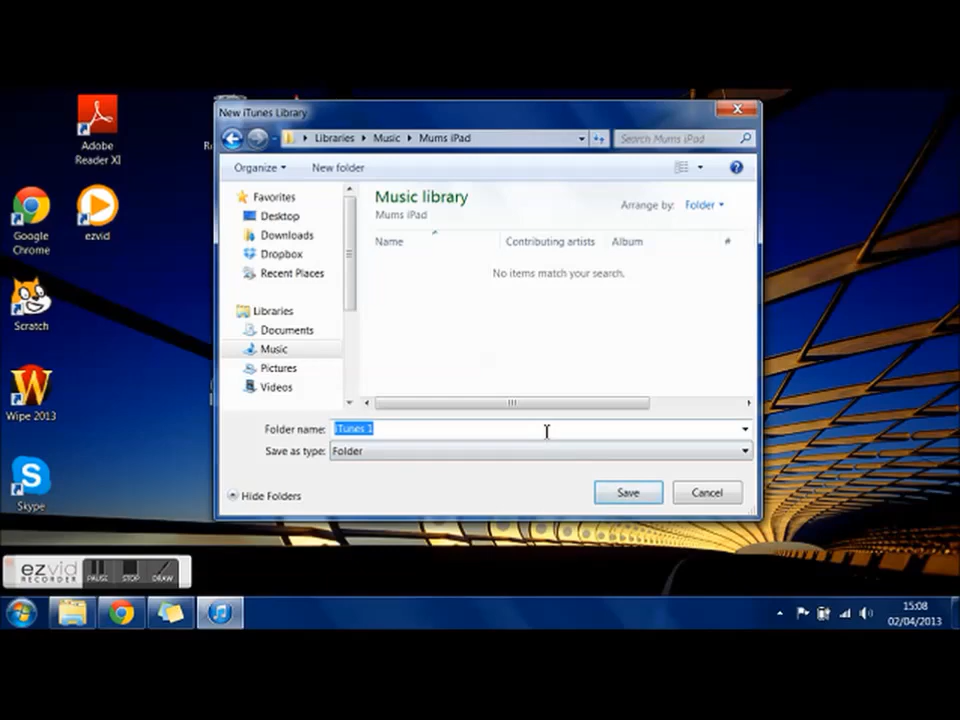 New iTunes Library
Libraries Music Mums iPad
Search Mums iPad
Organize New folder
Favorites
Desktop
Downloads
Dropbox
Recent Places
Libraries
Documents
Music
Pictures
Videos
Music library
Mums iPad
Arrange by: Folder
Name Contributing artists Album #
No items match your search.
Folder name: iTunes 1
Save as type: Folder
Hide Folders
Save Cancel
Adobe
Reader XI
Google
Chrome
ezvid
Scratch
Wipe 2013
Skype
ezvid
RECORDER
PAUSE STOP DRAW
15:08
02/04/2013